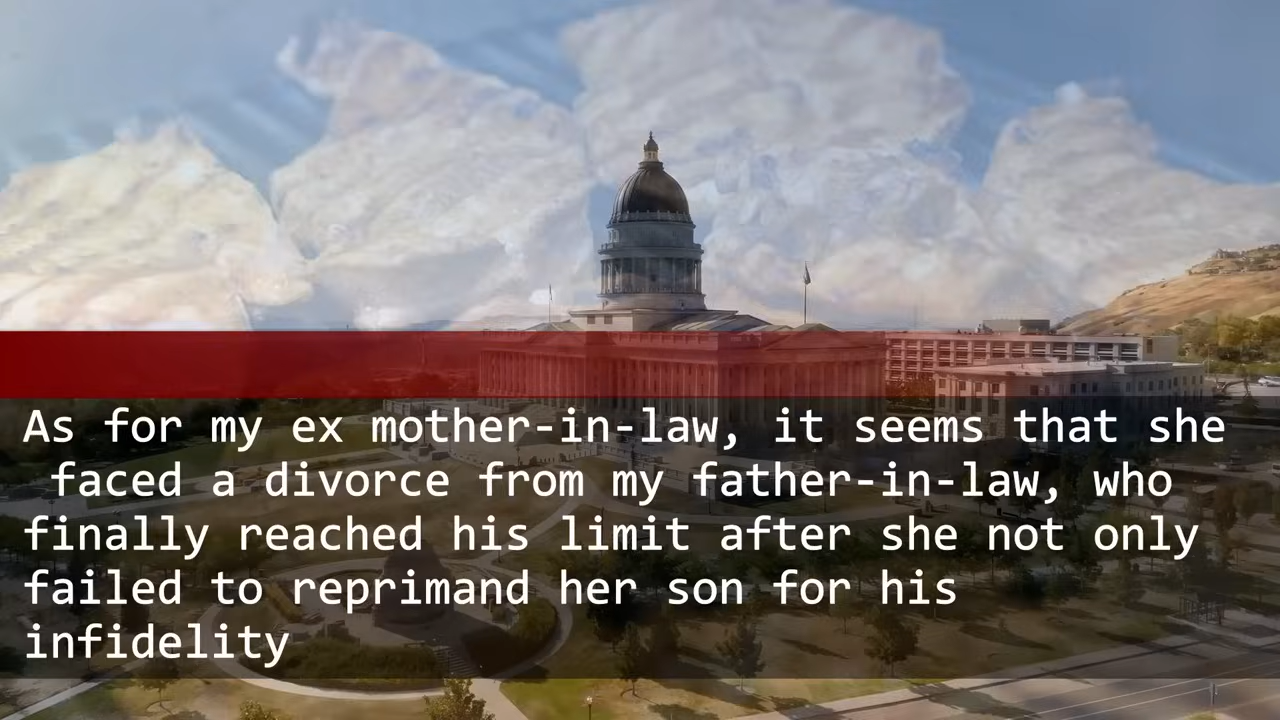 As for my ex mother-in-law, it seems that she
faced a divorce from my father-in-law, who
finally reached his limit after she not only
failed to reprimand her son for his
infidelity